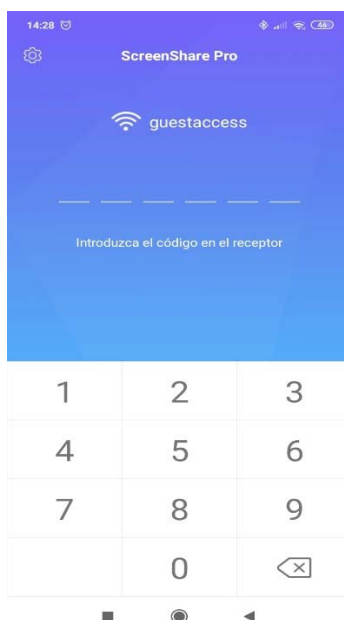 14:28
46
ScreenShare Pro
guestaccess
Introduzca el código en el receptor
1 2 3
4 5 6
7 8 9
0